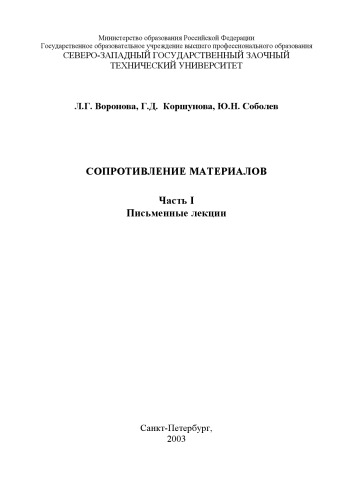 Министерство образования Российской Федерации
Государственное образовательное учреждение высшего профессионального образования
СЕВЕРО-ЗАПАДНЫЙ ГОСУДАРСТВЕННЫЙ ЗАОЧНЫЙ
ТЕХНИЧЕСКИЙ УНИВЕРСИТЕТ
Л.Г. Воронова, Г.Д. Коршунова, Ю.Н. Соболев
СОПРОТИВЛЕНИЕ МАТЕРИАЛОВ
Часть I
Письменные лекции
Санкт-Петербург,
2003